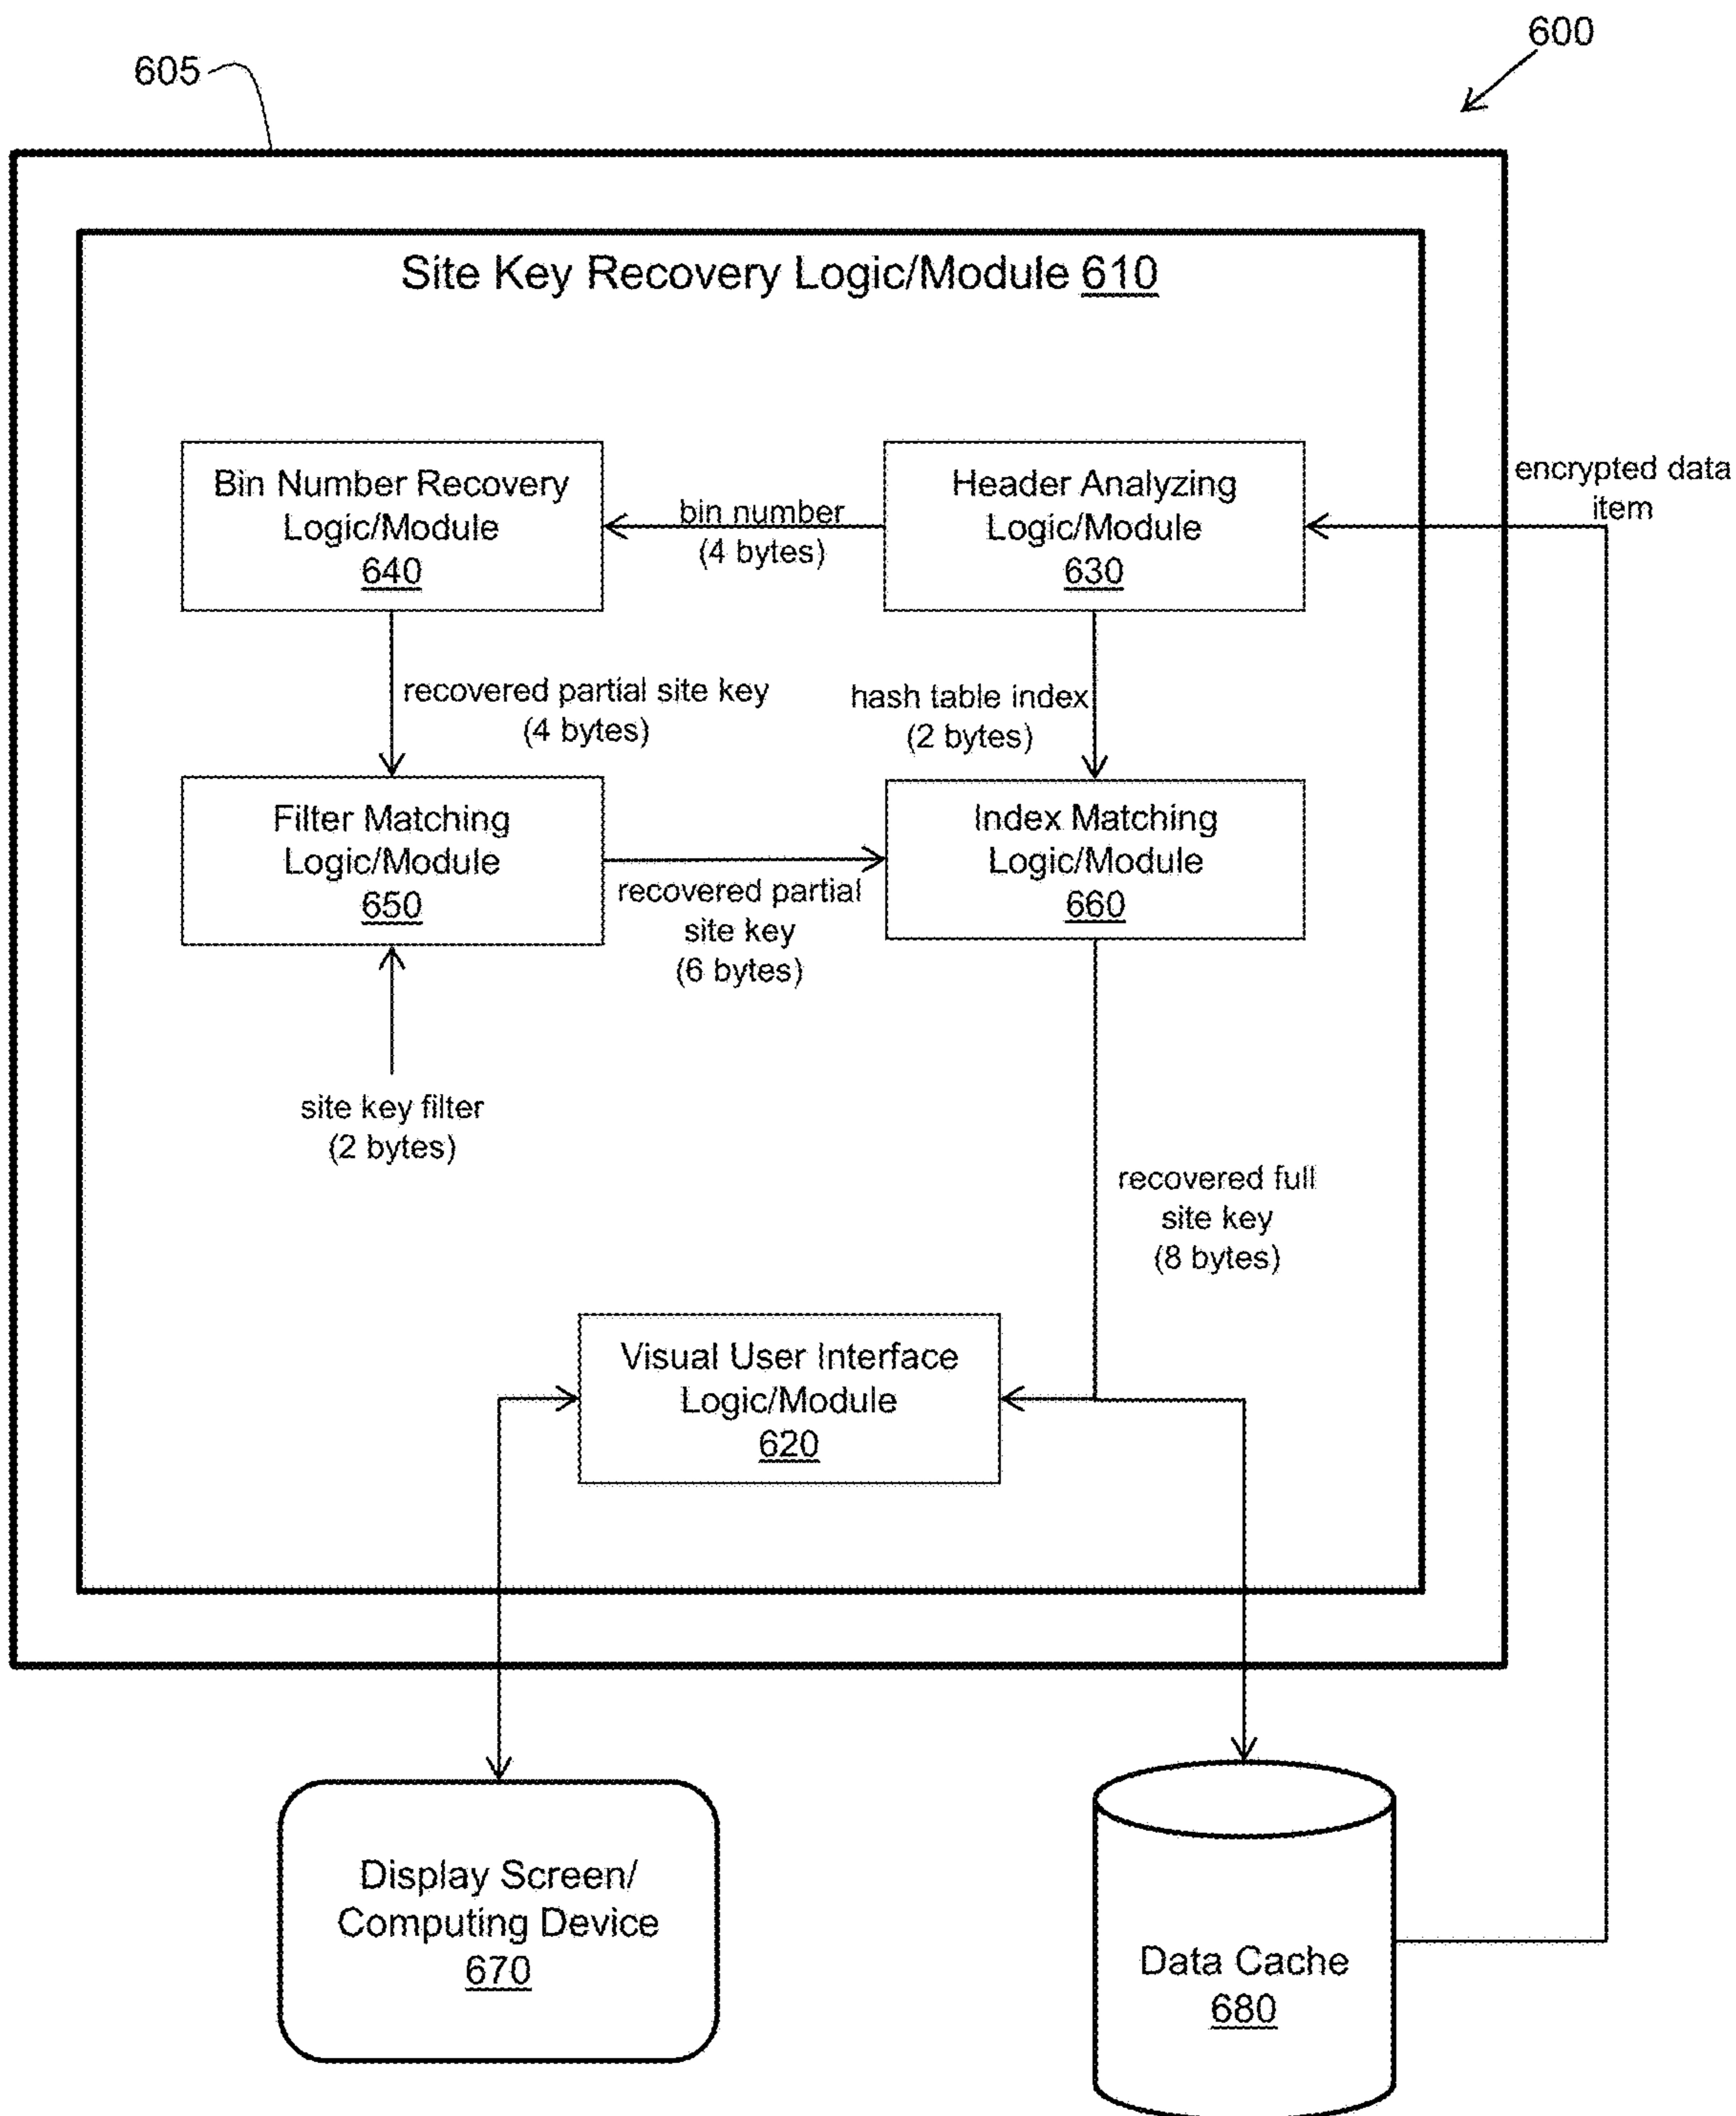 600
605
Site Key Recovery Logic/Module 610
Bin Number Recovery
Logic/Module
640
bin number
(4 bytes)
Header Analyzing
Logic/Module
630
encrypted data
item
recovered partial site key
(4 bytes)
hash table index
(2 bytes)
Filter Matching
Logic/Module
650
recovered partial
site key
(6 bytes)
Index Matching
Logic/Module
660
site key filter
(2 bytes)
recovered full
site key
(8 bytes)
Visual User Interface
Logic/Module
620
Display Screen/
Computing Device
670
Data Cache
680